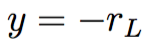 y = −r_L